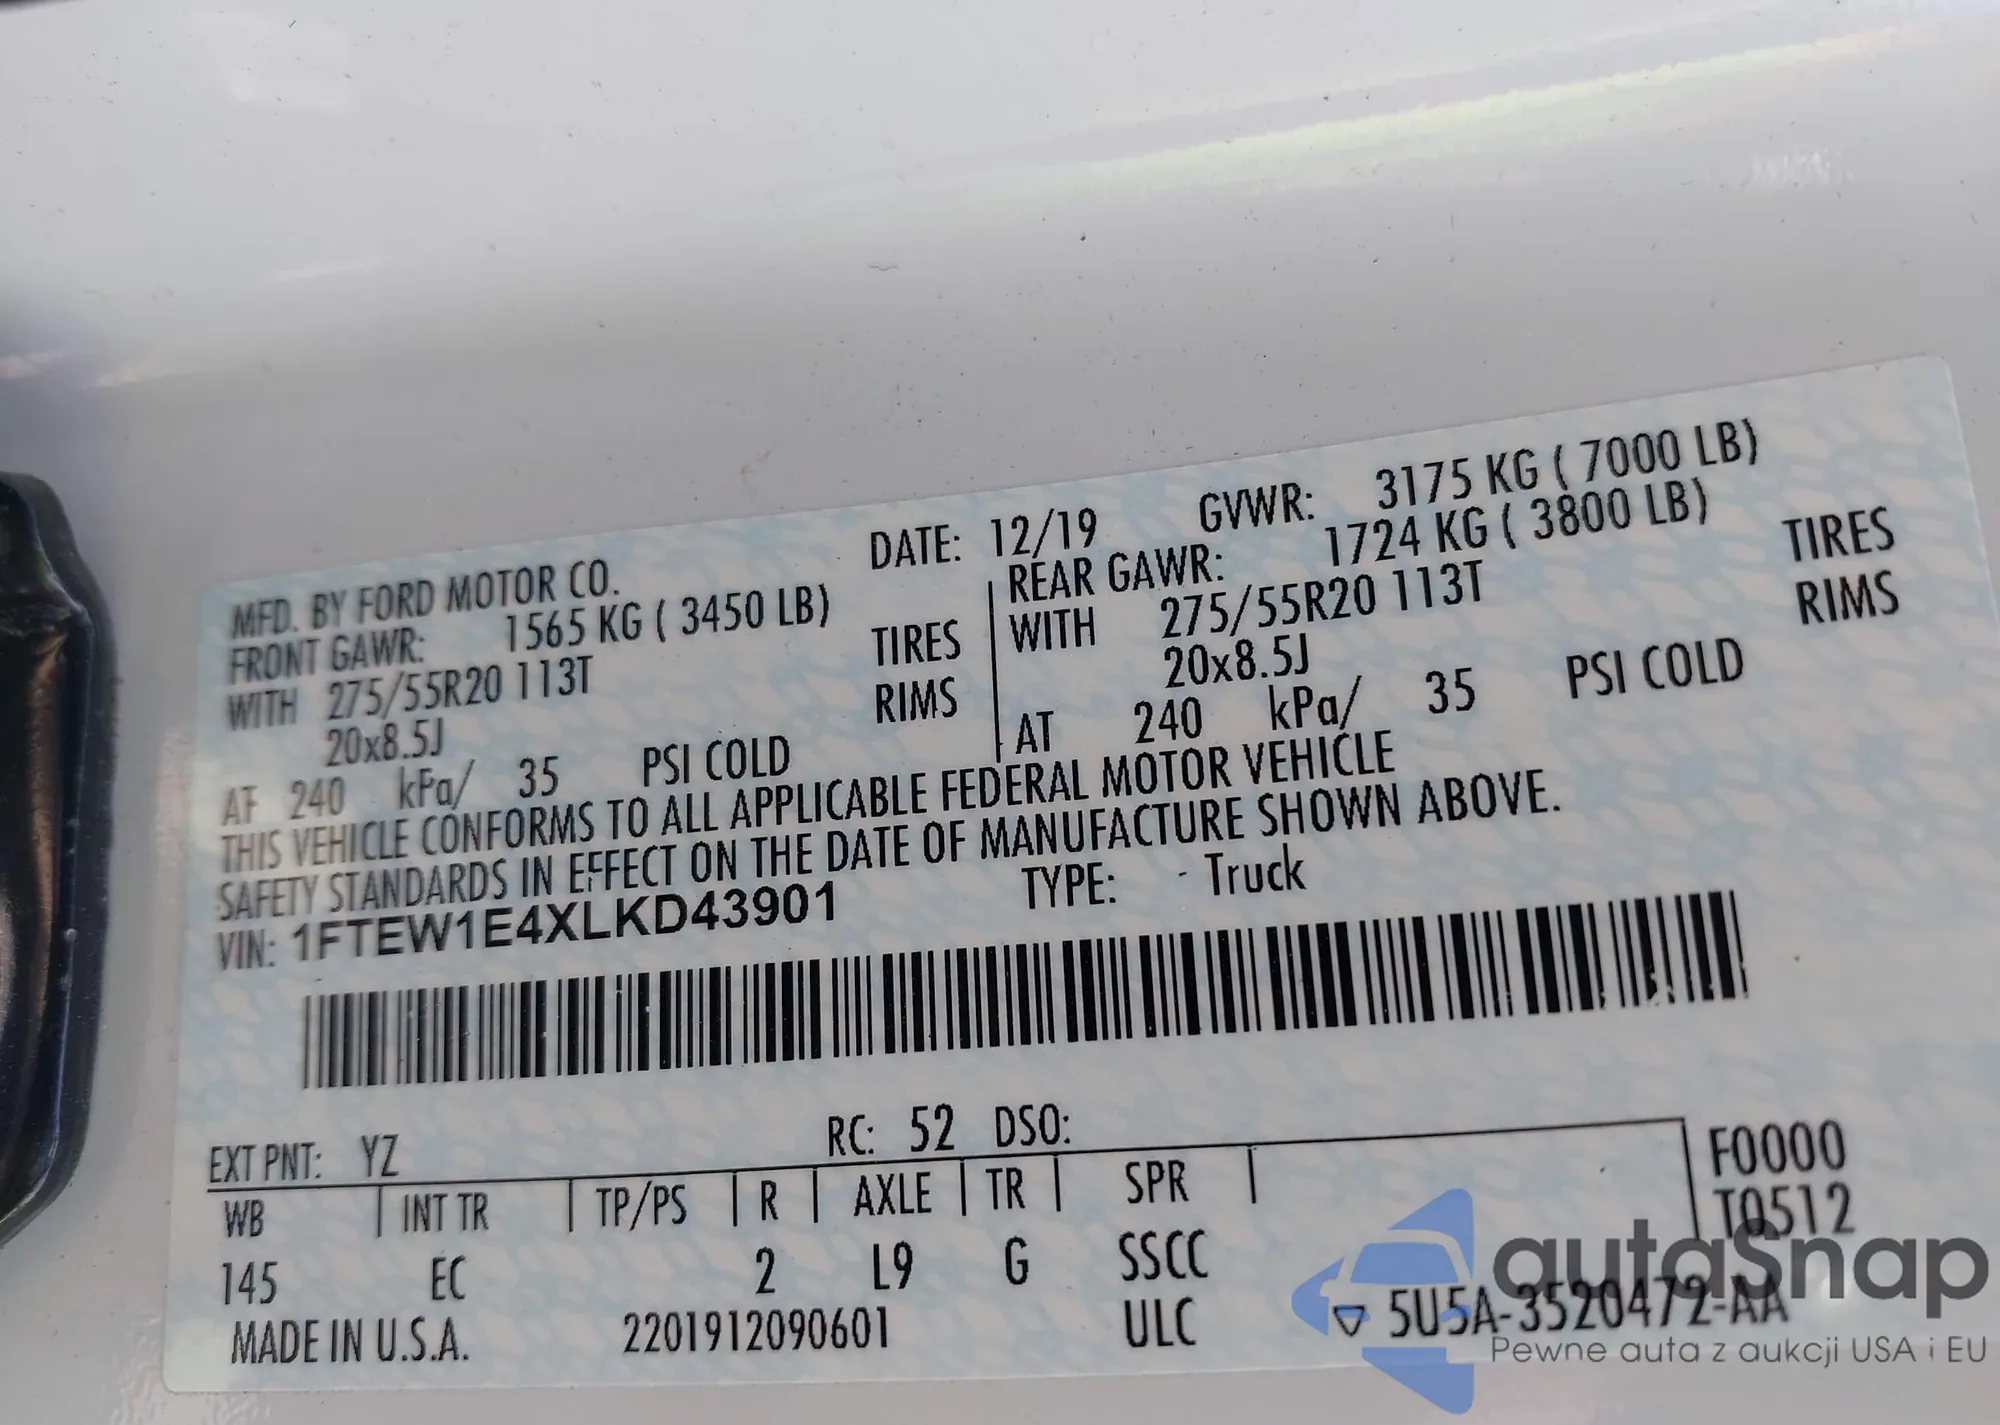 MFD. BY FORD MOTOR CO. DATE: 12/19 GVWR: 3175 KG ( 7000 LB)
FRONT GAWR: 1565 KG ( 3450 LB) REAR GAWR: 1724 KG ( 3800 LB)
WITH 275/55R20 113T TIRES WITH 275/55R20 113T TIRES
20x8.5J RIMS 20x8.5J RIMS
AT 240 kPa/ 35 PSI COLD AT 240 kPa/ 35 PSI COLD
THIS VEHICLE CONFORMS TO ALL APPLICABLE FEDERAL MOTOR VEHICLE
SAFETY STANDARDS IN EFFECT ON THE DATE OF MANUFACTURE SHOWN ABOVE.
VIN: 1FTEW1E4XLKD43901 TYPE: - Truck
EXT PNT: YZ RC: 52 DSO:
WB INT TR TP/PS R AXLE TR SPR F0000
T0512
145 EC 2 L9 G SSCC
MADE IN U.S.A. 2201912090601 ULC 5U5A-3520472-AA
autaSnap
Pewne auta z aukcji USA i EU